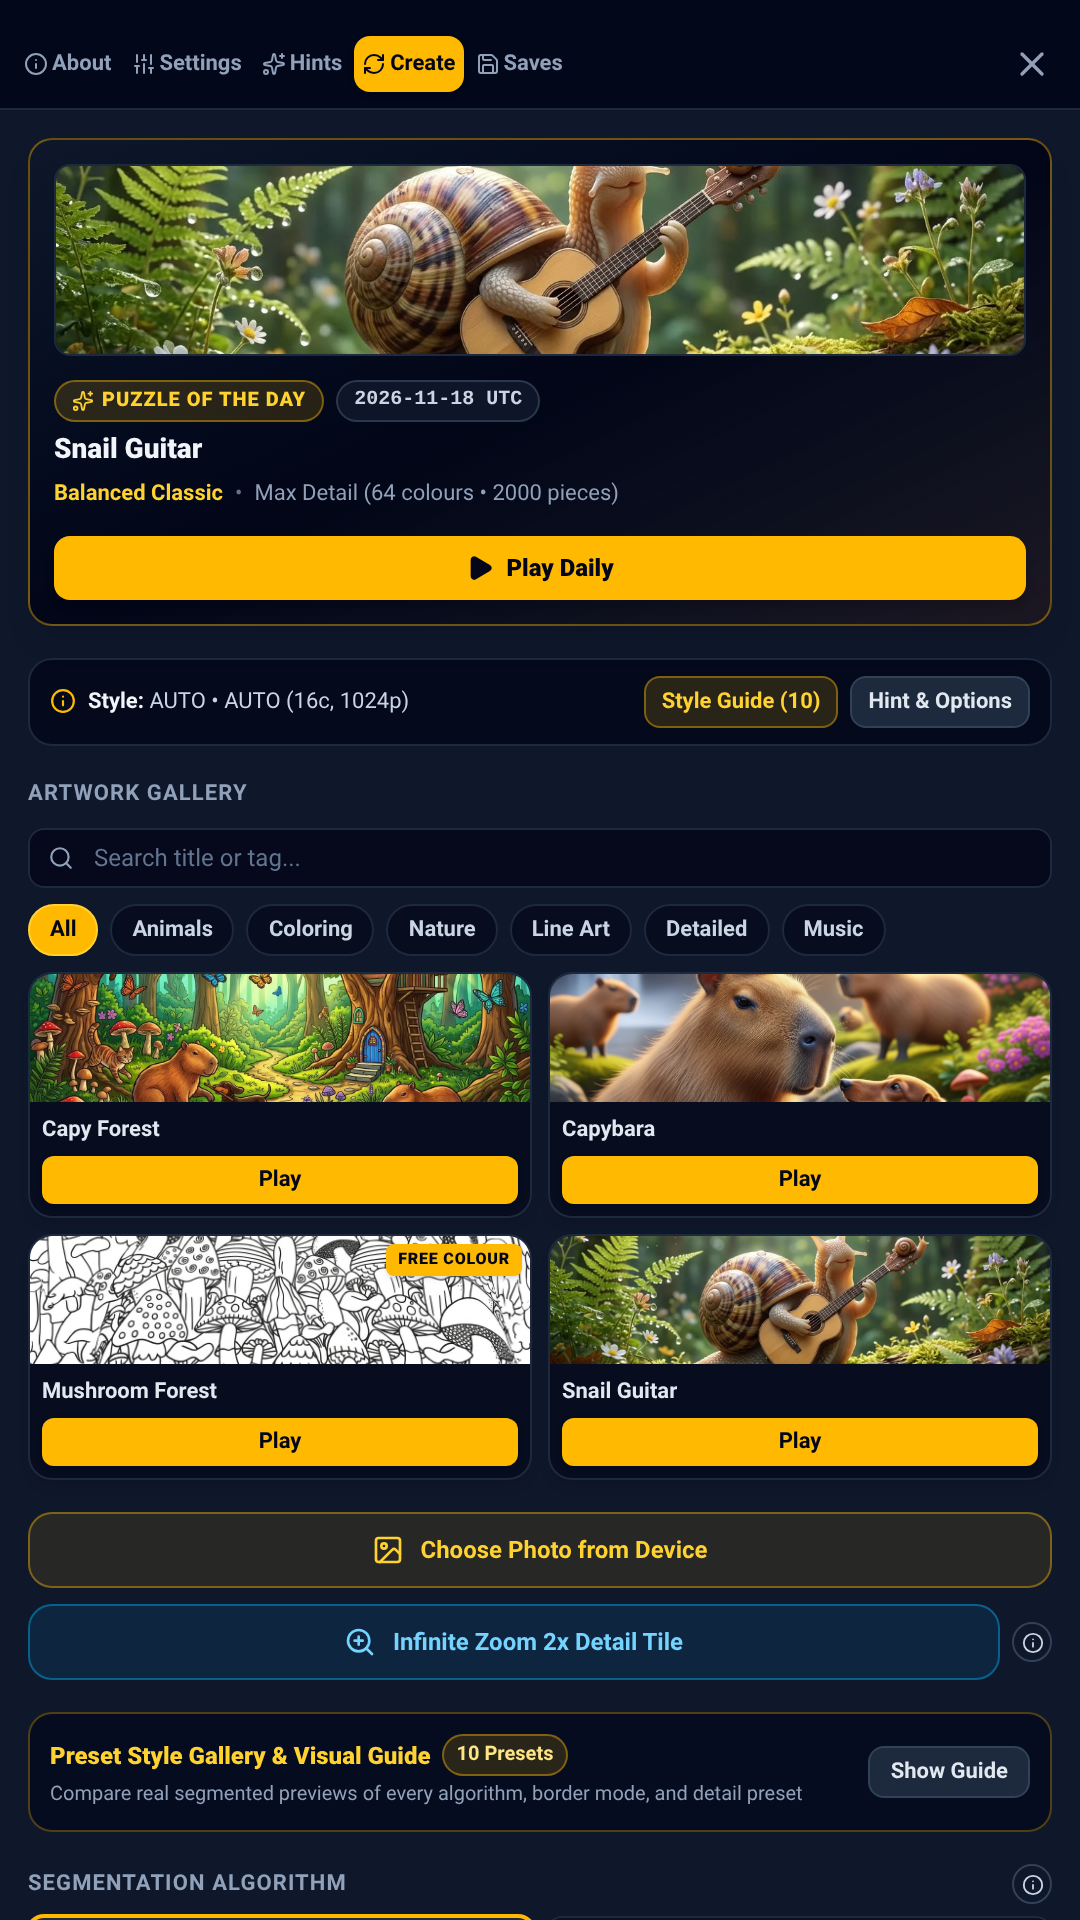 About Settings Hints Create Saves
PUZZLE OF THE DAY 2026-11-18 UTC
Snail Guitar
Balanced Classic • Max Detail (64 colours • 2000 pieces)
Play Daily
Style: AUTO • AUTO (16c, 1024p) Style Guide (10) Hint & Options
ARTWORK GALLERY
Search title or tag...
All Animals Coloring Nature Line Art Detailed Music
Capy Forest Capybara
Play Play
FREE COLOUR
Mushroom Forest Snail Guitar
Play Play
Choose Photo from Device
Infinite Zoom 2x Detail Tile
Preset Style Gallery & Visual Guide 10 Presets
Show Guide
Compare real segmented previews of every algorithm, border mode, and detail preset
SEGMENTATION ALGORITHM